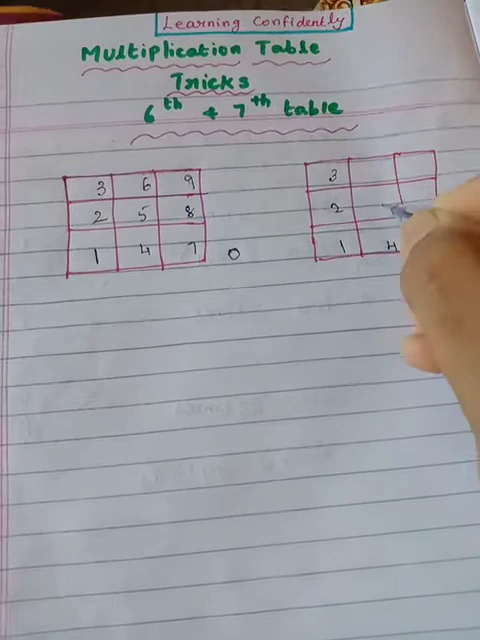 Learning Confidently
Multiplication Table
Tricks
6th & 7th table
3 6 9 3
2 5 8 2
1 4 7 0 1 4